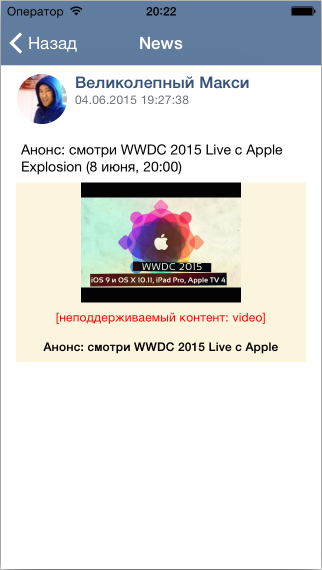 Оператор 20:22
Назад News
Великолепный Макси
04.06.2015 19:27:38
Анонс: смотри WWDC 2015 Live с Apple
Explosion (8 июня, 20:00)
WWDC 2015
iOS 9 и OS X 10.11, iPad Pro, Apple TV 4
[неподдерживаемый контент: video]
Анонс: смотри WWDC 2015 Live с Apple